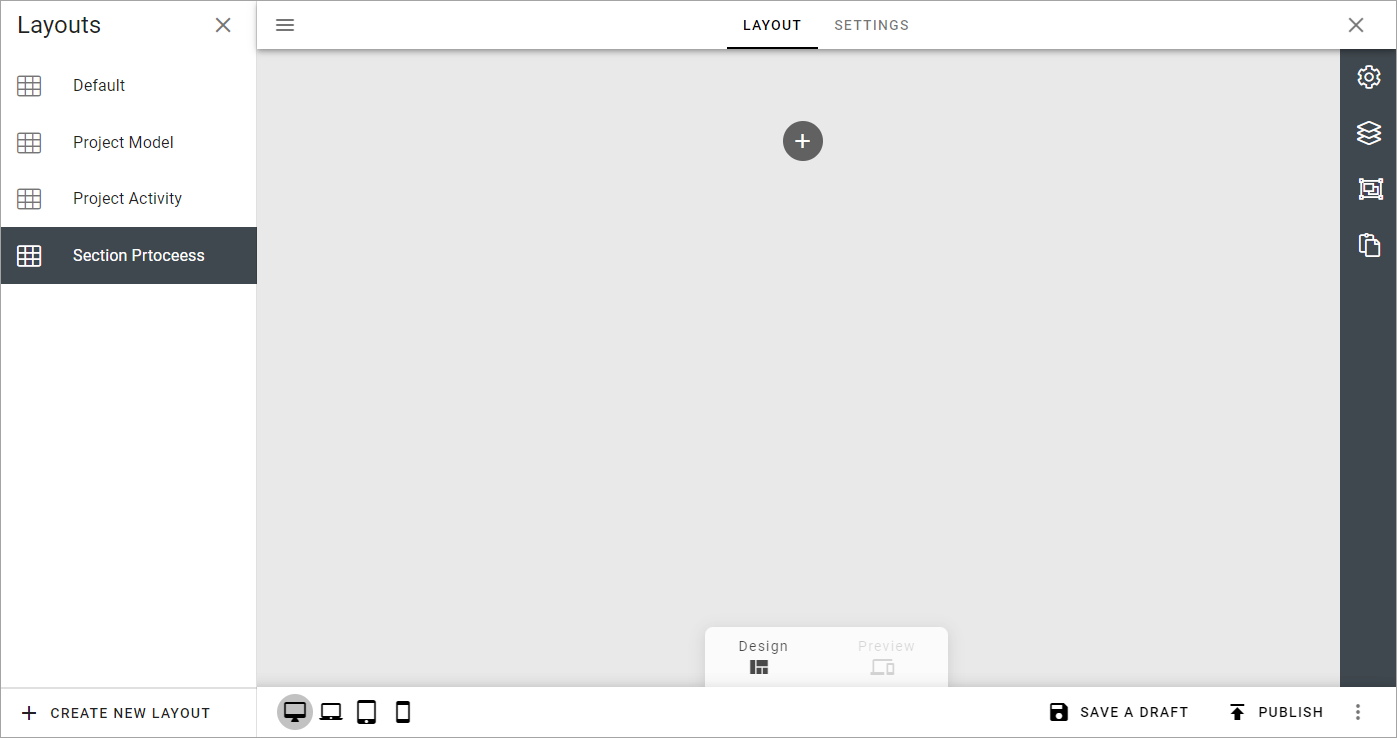 Layouts
LAYOUT
SETTINGS
Default
Project Model
Project Activity
Section Prtoceess
Design
Preview
CREATE NEW LAYOUT
SAVE A DRAFT
PUBLISH